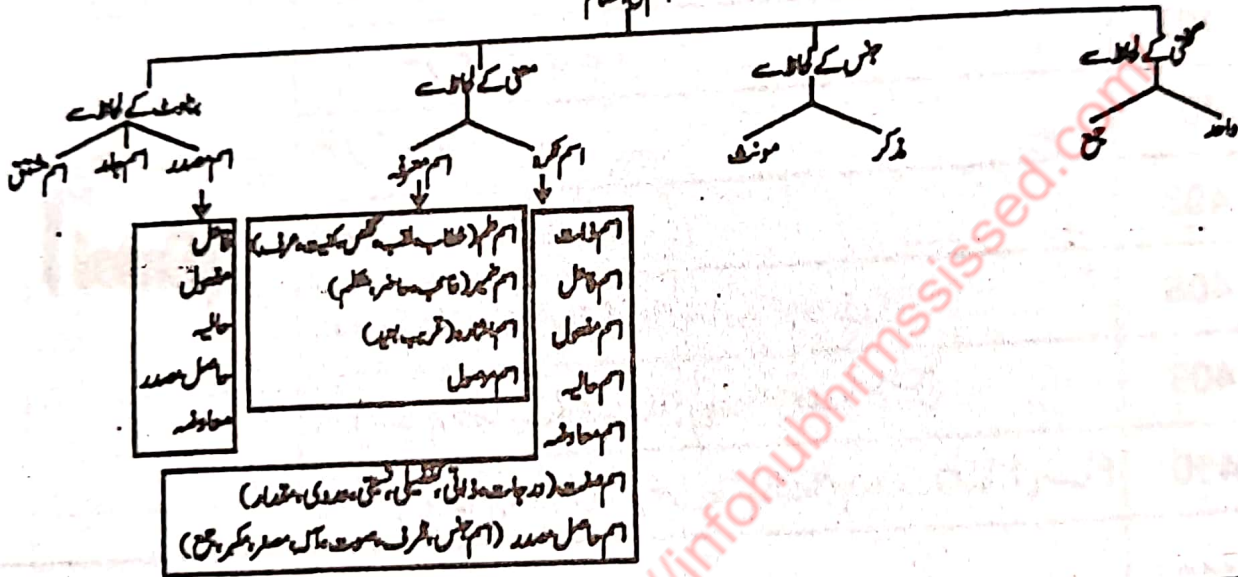 گنتی کے لحاظ سے
جنس کے لحاظ سے
معنی کے لحاظ سے
بناوٹ کے لحاظ سے
واحد
جمع
مذکر
مونث
اسم نکرہ
اسم معرفہ
اسم مصدر
اسم جامد
اسم مشتق
اسم ذات
اسم فاعل
اسم مفعول
اسم حالیہ
اسم معاوضہ
اسم صفت (درجات، ذاتی، تفضیلی، نسبتی، عددی، مقدار)
اسم حاصل مصدر (اسم جنس، ظرف، صوت، آلہ، مصغر، مکبر، جمع)
اسم علم (خطاب، لقب، تخلص، کنیت، عرف)
اسم ضمیر (غائب، حاضر، متکلم)
اسم اشارہ (قریب، بعید)
اسم موصول
فاعل
مفعول
حالیہ
حاصل مصدر
معاوضہ
//infohubhrmssissed.com/